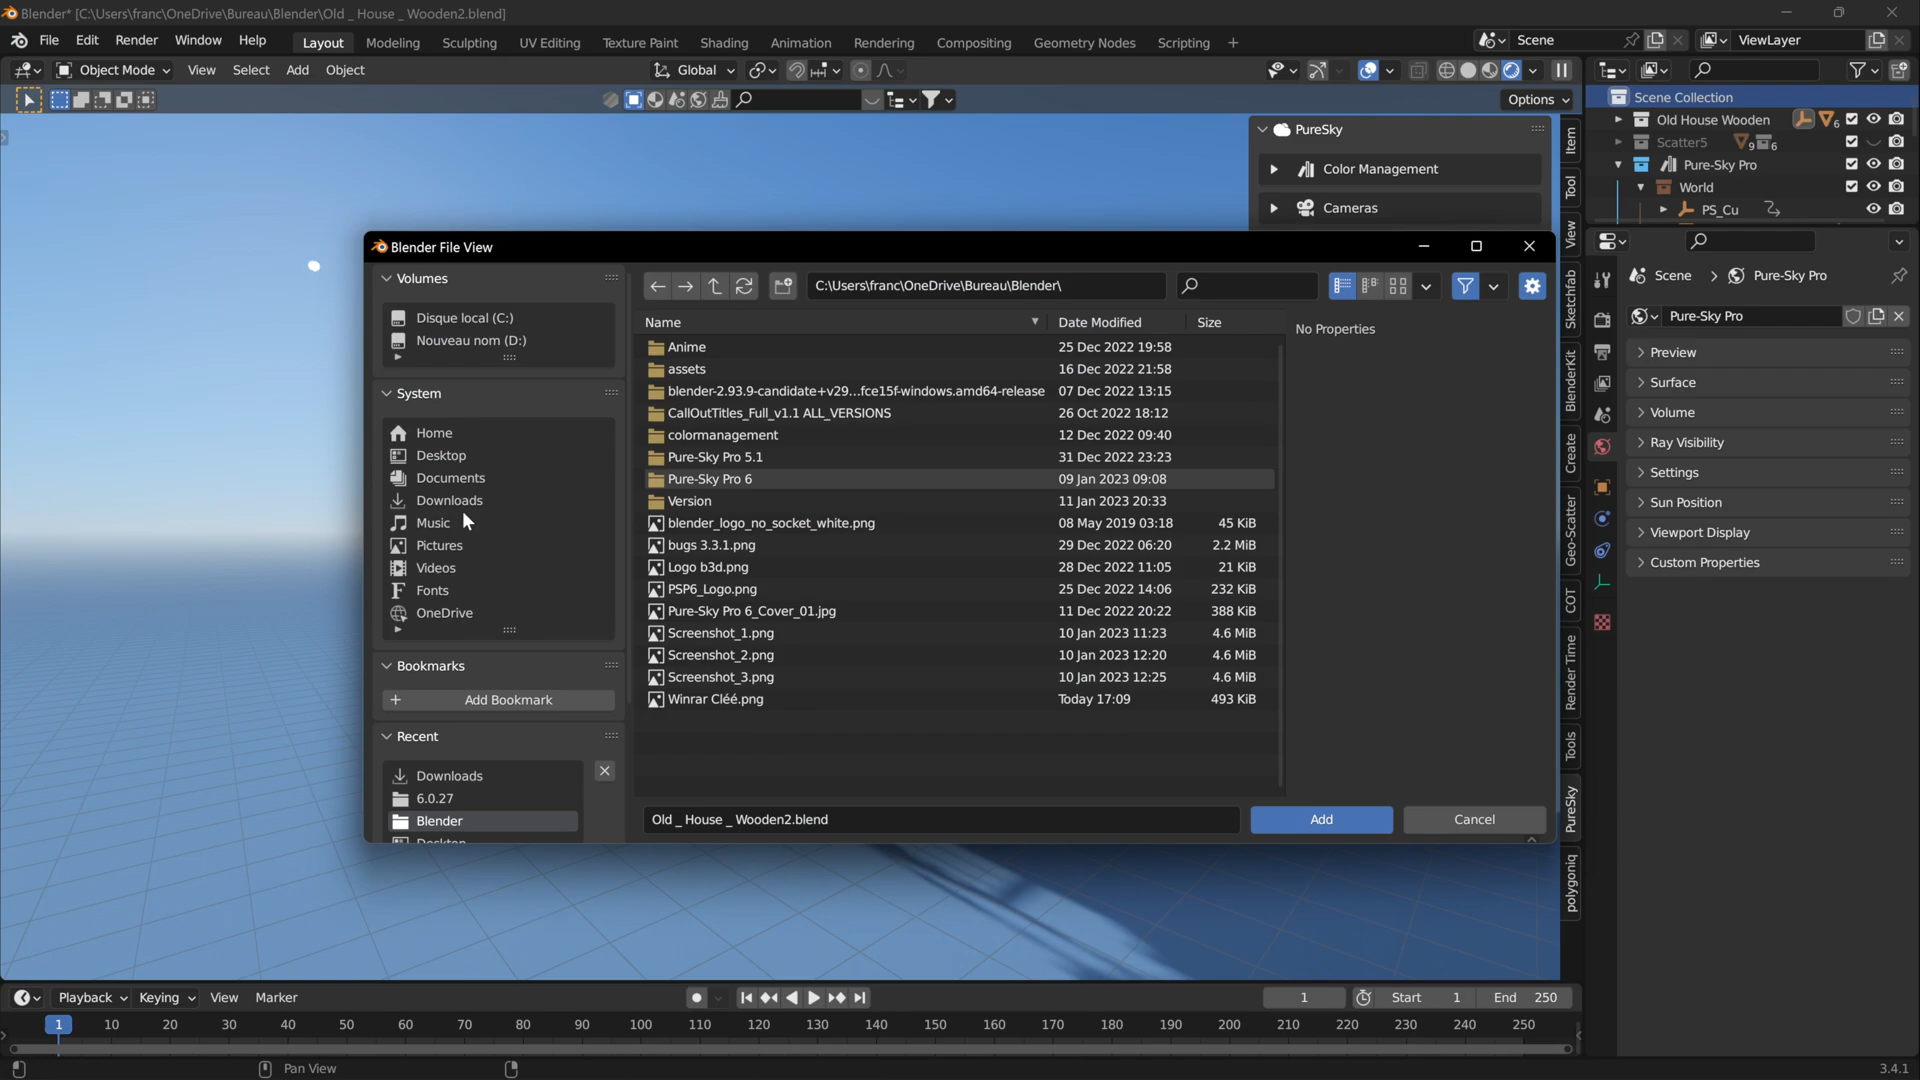 Blender* [C:\Users\franc\OneDrive\Bureau\Blender\Old _ House _ Wooden2.blend]
File Edit Render Window Help Layout Modeling Sculpting UV Editing Texture Paint Shading Animation Rendering Compositing Geometry Nodes Scripting + Scene ViewLayer
Object Mode View Select Add Object Global
Options
Scene Collection
Old House Wooden 6
Scatter5 9 6
Pure-Sky Pro
World
PS_Cu
PureSky
Color Management
Cameras
Item
Tool
View
Sketchfab
BlenderKit
Create
Geo-Scatter
COT
Render Time
Tools
PureSky
polygoniq
Scene > Pure-Sky Pro
Pure-Sky Pro
Preview
Surface
Volume
Ray Visibility
Settings
Sun Position
Viewport Display
Custom Properties
Blender File View
Volumes
Disque local (C:)
Nouveau nom (D:)
System
Home
Desktop
Documents
Downloads
Music
Pictures
Videos
Fonts
OneDrive
Bookmarks
Add Bookmark
Recent
Downloads
6.0.27
Blender
Desktop
C:\Users\franc\OneDrive\Bureau\Blender\
Name Date Modified Size
Anime 25 Dec 2022 19:58
assets 16 Dec 2022 21:58
blender-2.93.9-candidate+v29...fce15f-windows.amd64-release 07 Dec 2022 13:15
CallOutTitles_Full_v1.1 ALL_VERSIONS 26 Oct 2022 18:12
colormanagement 12 Dec 2022 09:40
Pure-Sky Pro 5.1 31 Dec 2022 23:23
Pure-Sky Pro 6 09 Jan 2023 09:08
Version 11 Jan 2023 20:33
blender_logo_no_socket_white.png 08 May 2019 03:18 45 KiB
bugs 3.3.1.png 29 Dec 2022 06:20 2.2 MiB
Logo b3d.png 28 Dec 2022 11:05 21 KiB
PSP6_Logo.png 25 Dec 2022 14:06 232 KiB
Pure-Sky Pro 6_Cover_01.jpg 11 Dec 2022 20:22 388 KiB
Screenshot_1.png 10 Jan 2023 11:23 4.6 MiB
Screenshot_2.png 10 Jan 2023 12:20 4.6 MiB
Screenshot_3.png 10 Jan 2023 12:25 4.6 MiB
Winrar Cléé.png Today 17:09 493 KiB
No Properties
Old _ House _ Wooden2.blend Add Cancel
Playback Keying View Marker 1 Start 1 End 250
1 10 20 30 40 50 60 70 80 90 100 110 120 130 140 150 160 170 180 190 200 210 220 230 240 250
Pan View 3.4.1